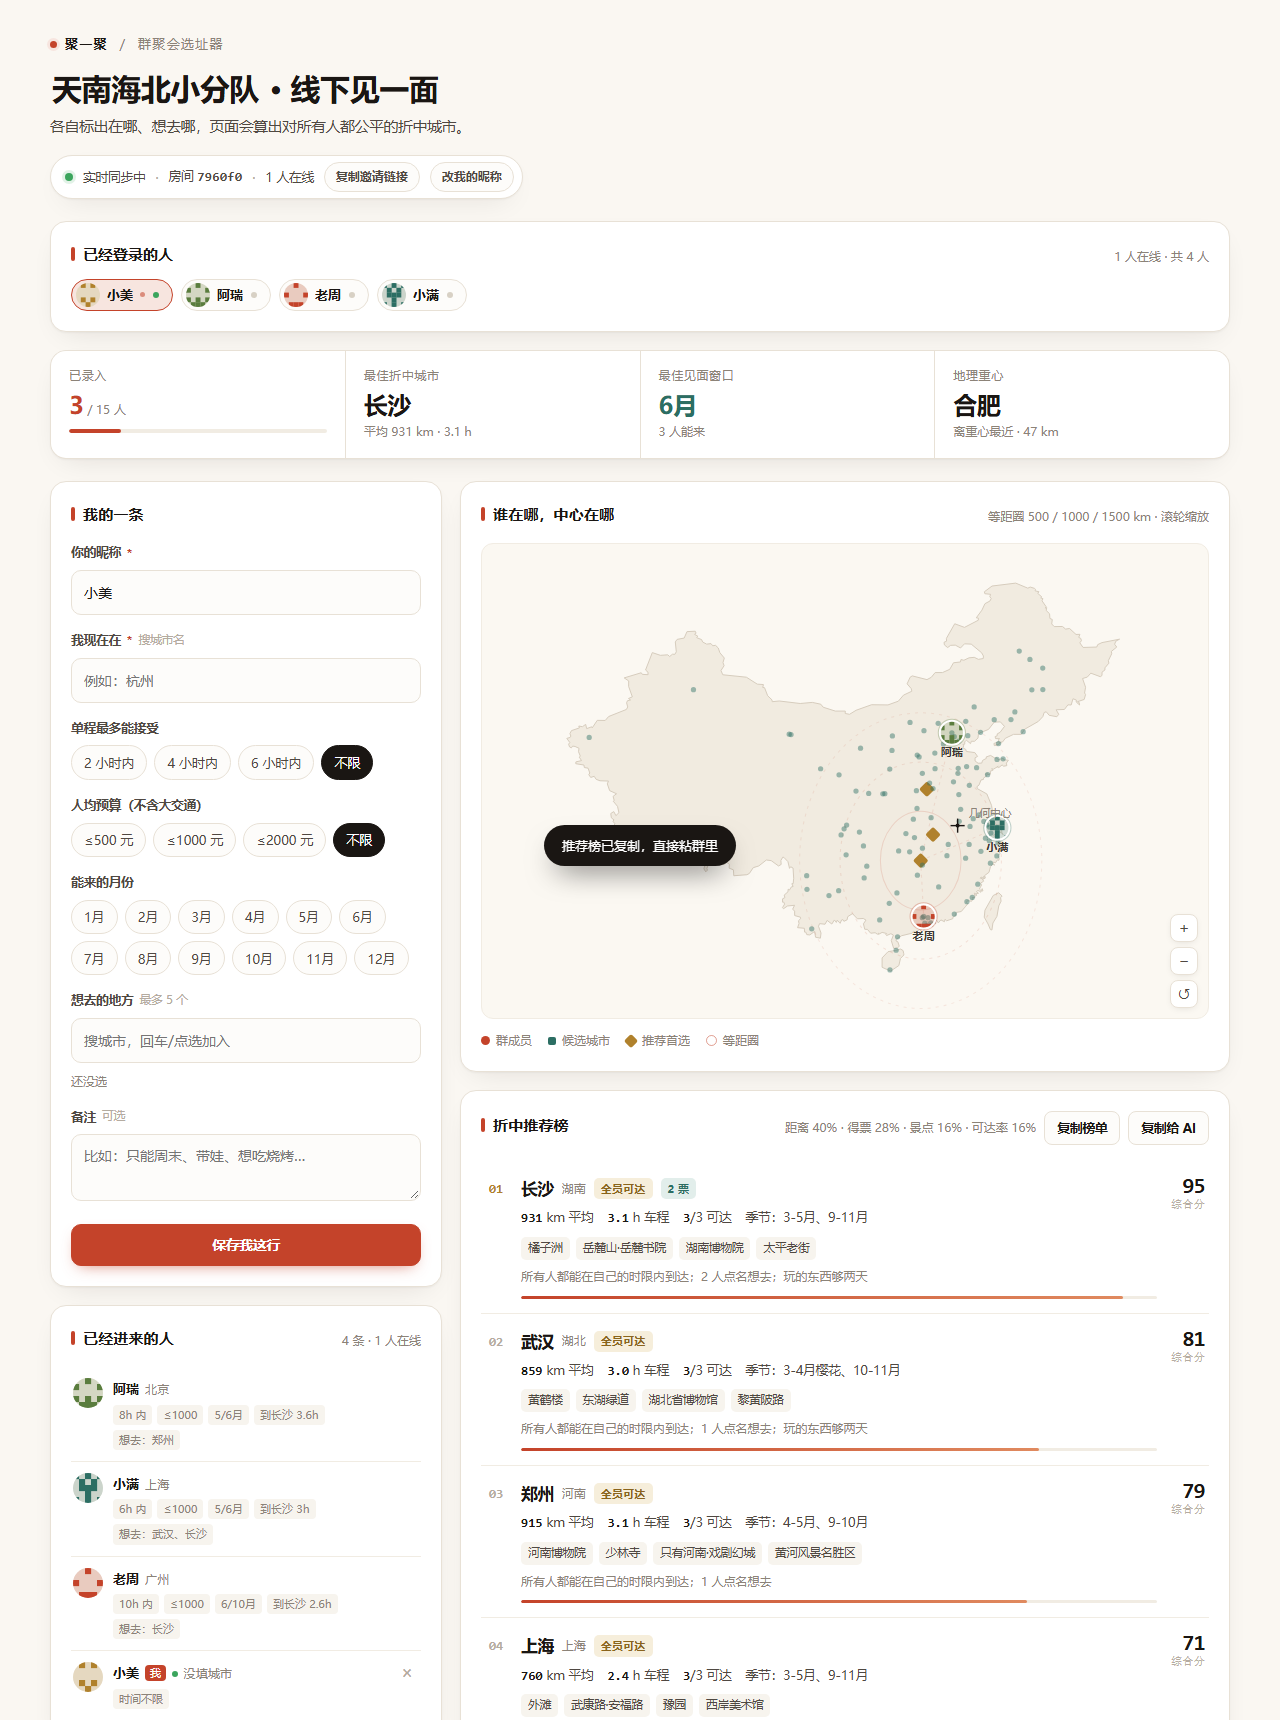 聚一聚 / 群聚会选址器
天南海北小分队 · 线下见一面
各自标出在哪、想去哪，页面会算出对所有人都公平的折中城市。
实时同步中 · 房间 7960f0 · 1 人在线 复制邀请链接 改我的昵称
已经登录的人
1 人在线 · 共 4 人
小美 阿瑞 老周 小满
已录入
3 / 15 人
最佳折中城市
长沙
平均 931 km · 3.1 h
最佳见面窗口
6月
3 人能来
地理重心
合肥
离重心最近 · 47 km
我的一条
你的昵称 *
小美
我现在在 * 搜城市名
例如：杭州
单程最多能接受
2 小时内 4 小时内 6 小时内 不限
人均预算（不含大交通）
≤500 元 ≤1000 元 ≤2000 元 不限
能来的月份
1月 2月 3月 4月 5月 6月
7月 8月 9月 10月 11月 12月
想去的地方 最多 5 个
搜城市，回车/点选加入
还没选
备注 可选
比如：只能周末、带娃、想吃烧烤…
保存我这行
已经进来的人
4 条 · 1 人在线
阿瑞 北京
8h 内 ≤1000 5/6月 到长沙 3.6h
想去：郑州
小满 上海
6h 内 ≤1000 5/6月 到长沙 3h
想去：武汉、长沙
老周 广州
10h 内 ≤1000 6/10月 到长沙 2.6h
想去：长沙
小美 我 没填城市 ×
时间不限
谁在哪，中心在哪
等距圈 500 / 1000 / 1500 km · 滚轮缩放
阿瑞
几何中心
小满
老周
推荐榜已复制，直接粘群里
+
−
↺
群成员 候选城市 推荐首选 等距圈
折中推荐榜
距离 40% · 得票 28% · 景点 16% · 可达率 16% 复制榜单 复制给 AI
01 长沙 湖南 全员可达 2 票
95
综合分
931 km 平均 3.1 h 车程 3/3 可达 季节：3-5月、9-11月
橘子洲 岳麓山·岳麓书院 湖南博物院 太平老街
所有人都能在自己的时限内到达；2 人点名想去；玩的东西够两天
02 武汉 湖北 全员可达
81
综合分
859 km 平均 3.0 h 车程 3/3 可达 季节：3-4月樱花、10-11月
黄鹤楼 东湖绿道 湖北省博物馆 黎黄陂路
所有人都能在自己的时限内到达；1 人点名想去；玩的东西够两天
03 郑州 河南 全员可达
79
综合分
915 km 平均 3.1 h 车程 3/3 可达 季节：4-5月、9-10月
河南博物院 少林寺 只有河南·戏剧幻城 黄河风景名胜区
所有人都能在自己的时限内到达；1 人点名想去
04 上海 上海 全员可达
71
综合分
760 km 平均 2.4 h 车程 3/3 可达 季节：3-5月、9-11月
外滩 武康路·安福路 豫园 西岸美术馆